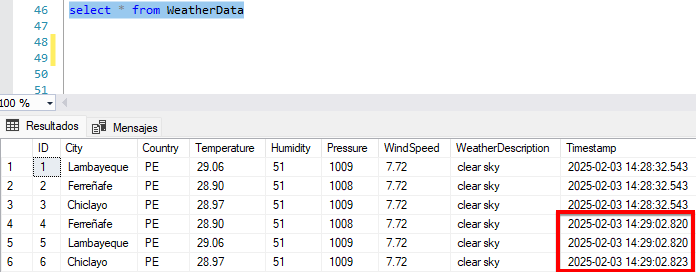 46 select * from WeatherData
47
48
49
50
51
100 %
Resultados Mensajes
ID City Country Temperature Humidity Pressure WindSpeed WeatherDescription Timestamp
1 1 Lambayeque PE 29.06 51 1009 7.72 clear sky 2025-02-03 14:28:32.543
2 2 Ferreñafe PE 28.90 51 1008 7.72 clear sky 2025-02-03 14:28:32.543
3 3 Chiclayo PE 28.97 51 1009 7.72 clear sky 2025-02-03 14:28:32.543
4 4 Ferreñafe PE 28.90 51 1008 7.72 clear sky 2025-02-03 14:29:02.820
5 5 Lambayeque PE 29.06 51 1009 7.72 clear sky 2025-02-03 14:29:02.820
6 6 Chiclayo PE 28.97 51 1009 7.72 clear sky 2025-02-03 14:29:02.823